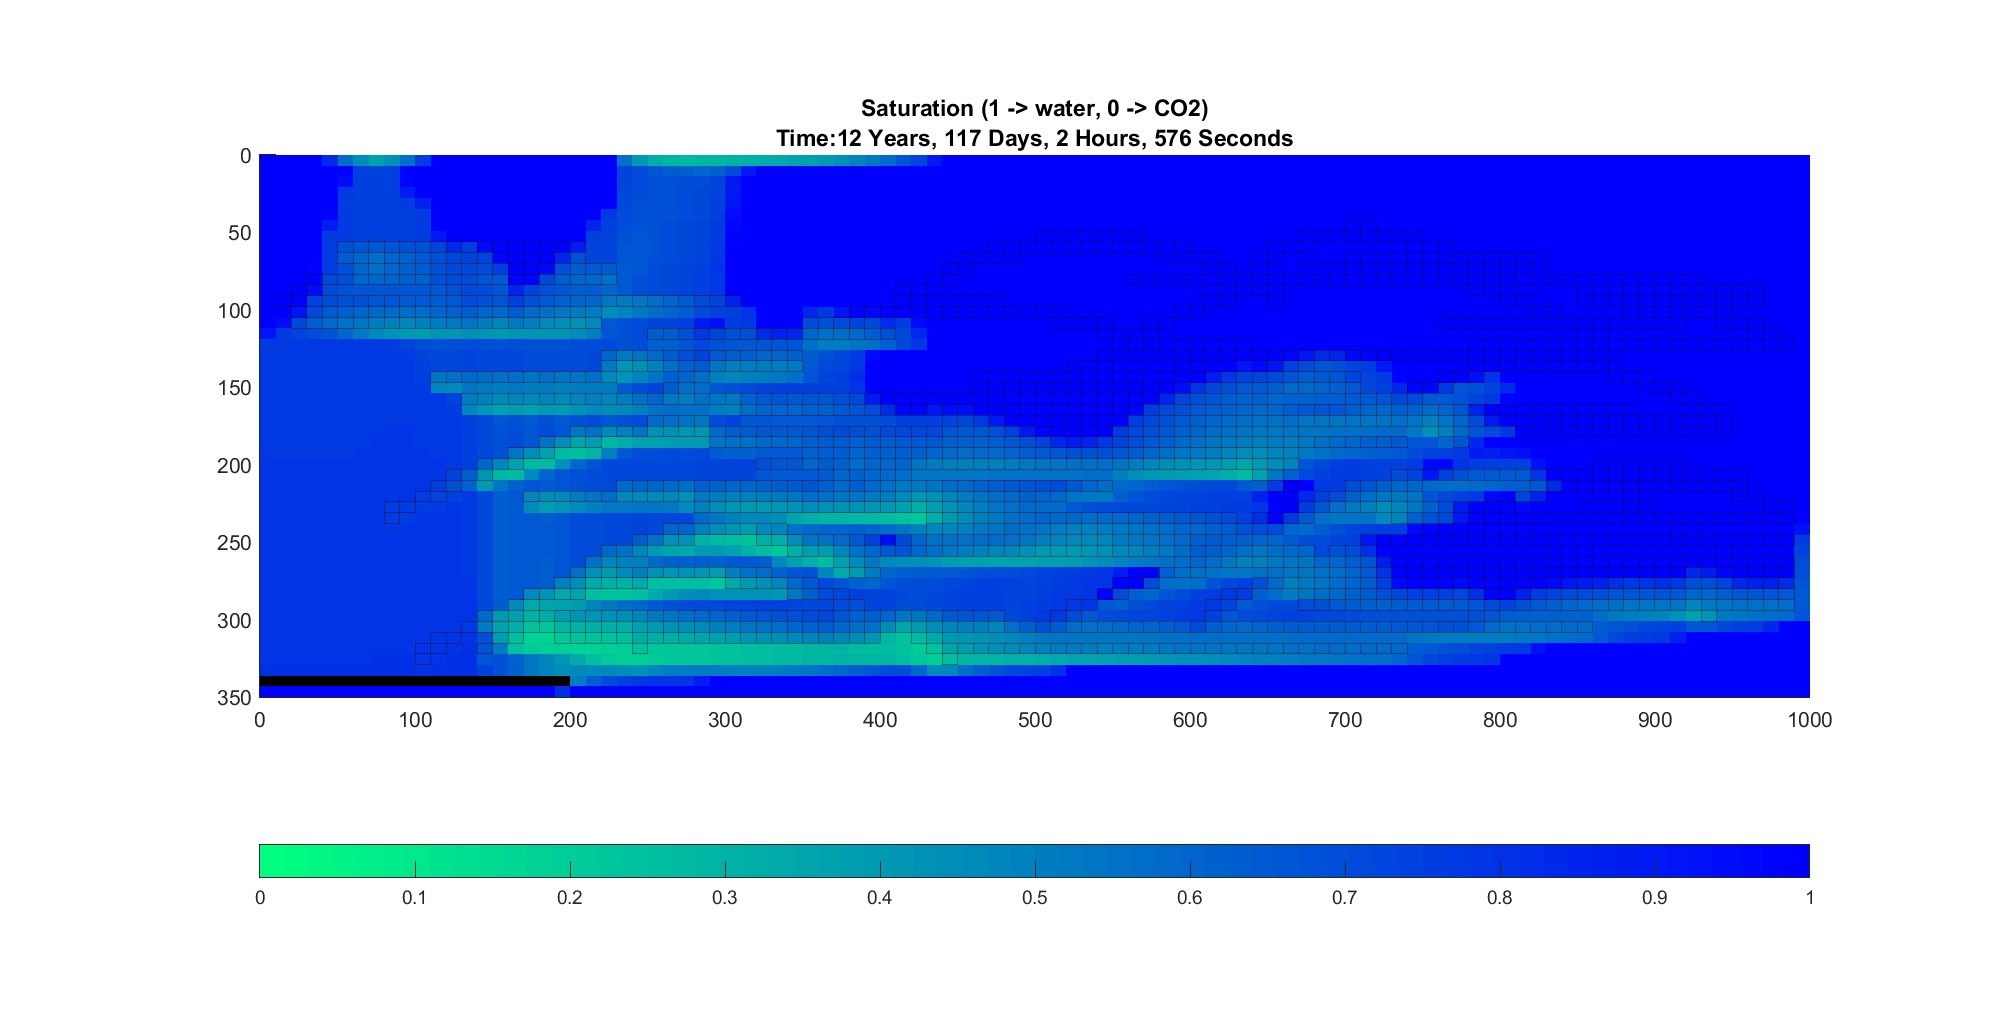 Saturation (1 -> water, 0 -> CO2)
Time:12 Years, 117 Days, 2 Hours, 576 Seconds
0
50
100
150
200
250
300
350
0 100 200 300 400 500 600 700 800 900 1000
0 0.1 0.2 0.3 0.4 0.5 0.6 0.7 0.8 0.9 1